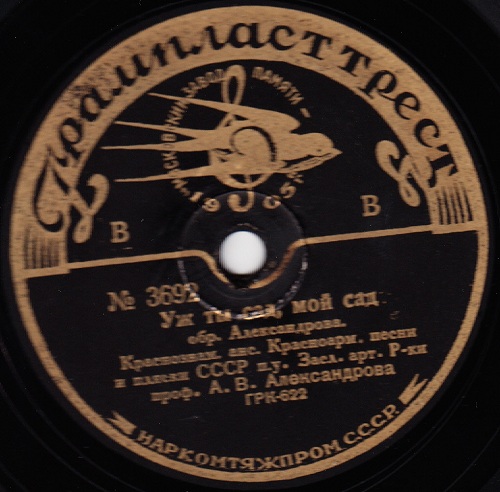 Грампласттрест
МОСКОВСКИЙ ЗАВОД ПАМЯТИ
1905 г.
В В
№ 3692
Уж ты сад, мой сад
обр. Александрова.
Краснознам. анс. Красноарм. песни
и пляски СССР п.у. Засл. арт. Р-ки
проф. А. В. Александрова
ГРК-622
НАРКОМТЯЖПРОМ С.С.С.Р.